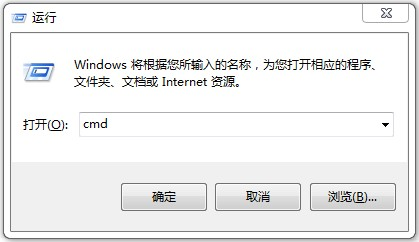 运行
Windows 将根据您所输入的名称，为您打开相应的程序、
文件夹、文档或 Internet 资源。
打开(O): cmd
确定 取消 浏览(B)...